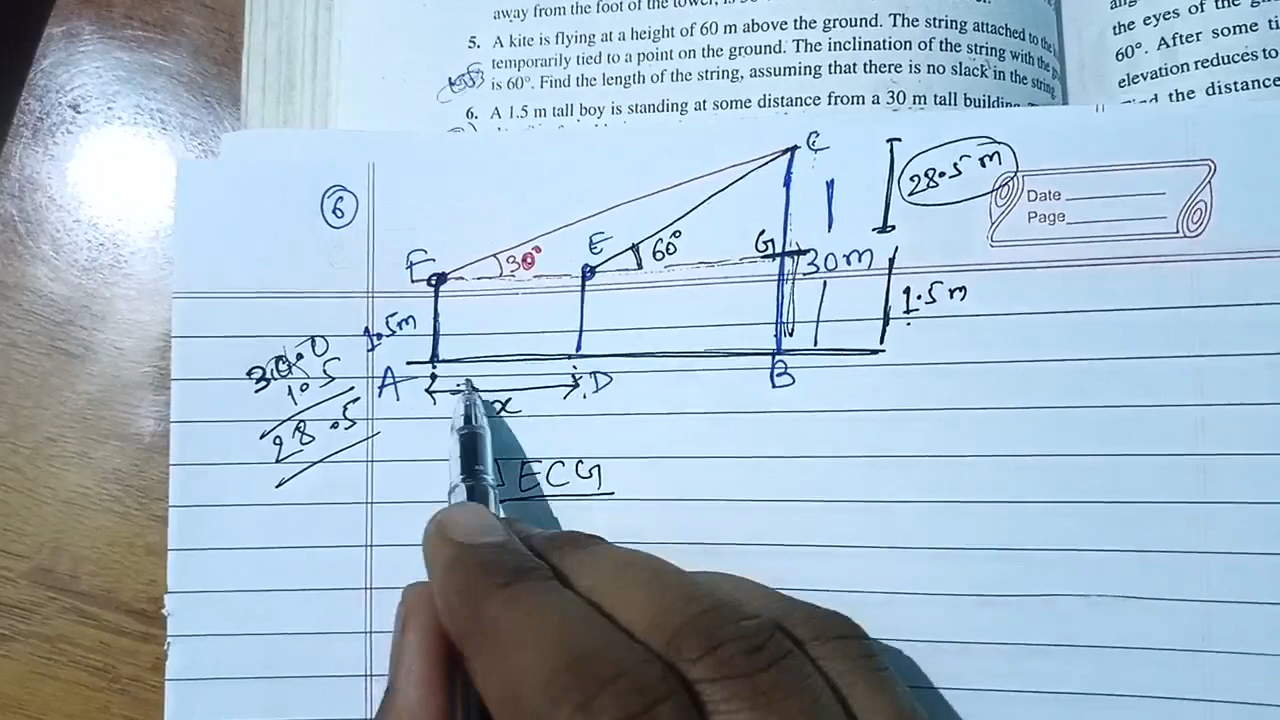 away from the foot of the tower, is
5. A kite is flying at a height of 60 m above the ground. The string attached to the
temporarily tied to a point on the ground. The inclination of the string with the
is 60°. Find the length of the string, assuming that there is no slack in the string.
6. A 1.5 m tall boy is standing at some distance from a 30 m tall building.
the eyes of the
60°. After some ti
elevation reduces to
the distance
6
C
28.5 m
Date
Page
F
30°
E
60°
G
30m
1.5m
1.5m
30.0
1.5
28.5
A
D
B
x
ECG